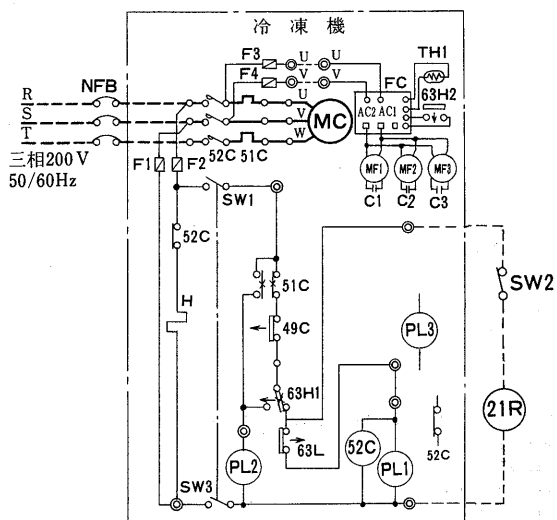 冷凍機
F3 U U
F4 V V
TH1
NFB
FC
63H2
R
S
T
U
V
W
MC
AC2 AC1
三相200V
50/60Hz
F1 F2
52C 51C
MF1 MF2 MF3
C1 C2 C3
SW1
52C
51C
SW2
H
49C
PL3
63H1
21R
63L
52C
52C
PL2
PL1
SW3